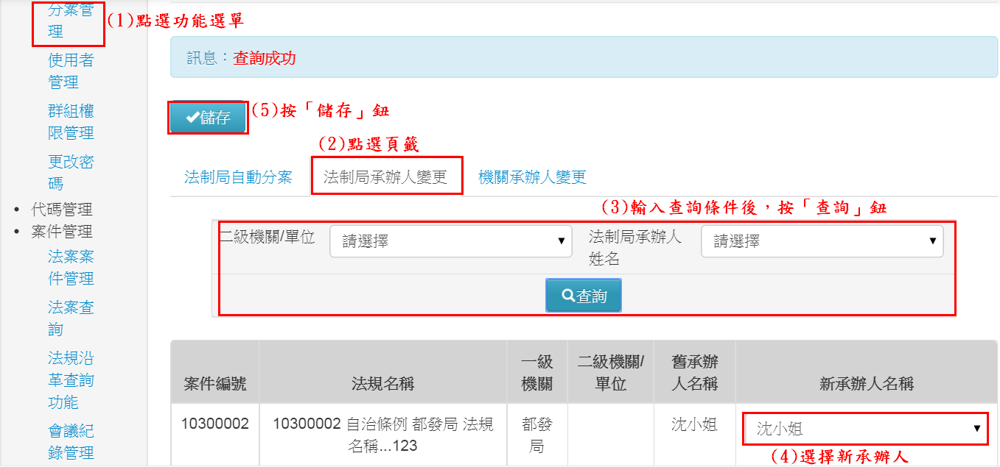 分案管
理
(1)點選功能選單
使用者
管理
群組權
限管理
更改密
碼
代碼管理
案件管理
法案案
件管理
法案查
詢
法規沿
革查詢
功能
會議紀
錄管理
訊息：查詢成功
儲存
(5)按「儲存」鈕
(2)點選頁籤
法制局自動分案
法制局承辦人變更
機關承辦人變更
(3)輸入查詢條件後，按「查詢」鈕
二級機關/單位
請選擇
法制局承辦人
姓名
請選擇
查詢
案件編號
法規名稱
一級
機關
二級機關/
單位
舊承辦
人名稱
新承辦人名稱
10300002
10300002 自治條例 都發局 法規
名稱...123
都發
局
沈小姐
沈小姐
(4)選擇新承辦人